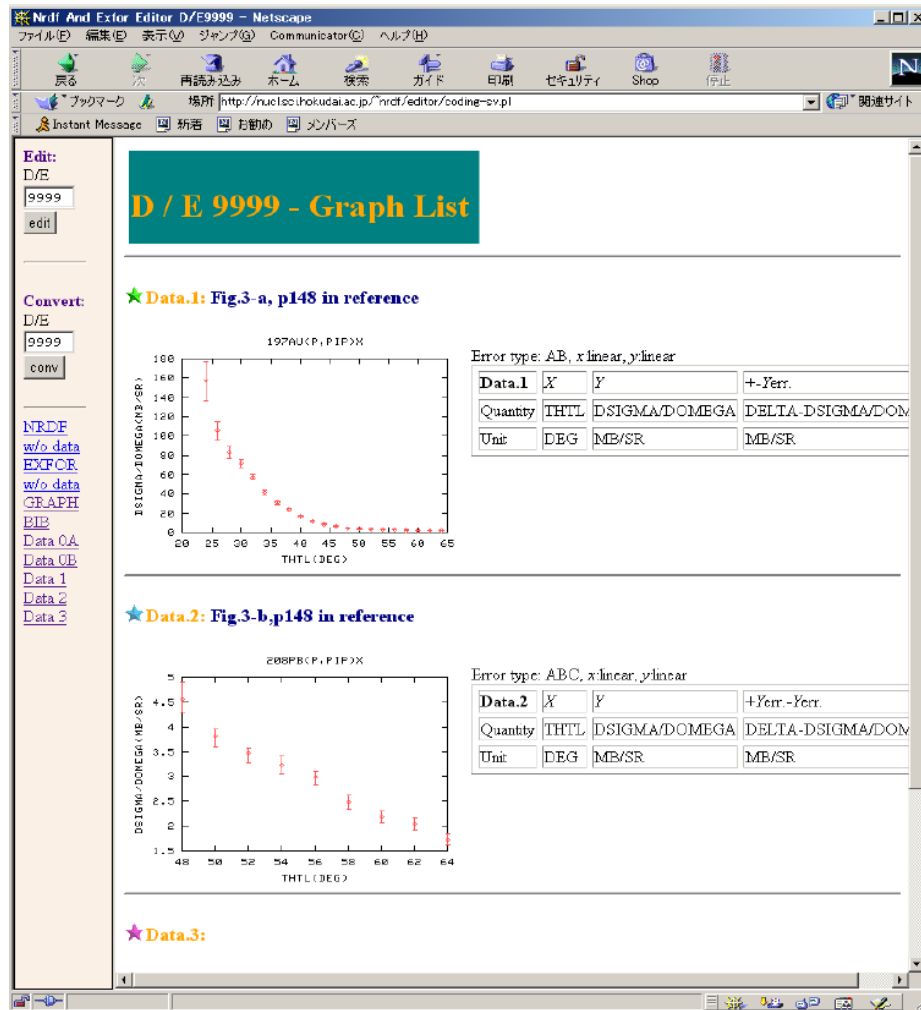 Nrdf And Exfor Editor D/E9999 - Netscape
ファイル(F) 編集(E) 表示(V) ジャンプ(G) Communicator(C) ヘルプ(H)
戻る 次 再読み込み ホーム 検索 ガイド 印刷 セキュリティ Shop 停止
N
ブックマーク 場所 http://nucl.sci.hokudai.ac.jp/~nrdf/editor/coding-sv.pl 関連サイト
Instant Message 新着 お勧め メンバーズ
Edit:
D/E
9999
edit
Convert:
D/E
9999
conv
NRDF
w/o data
EXFOR
w/o data
GRAPH
BIB
Data 0A
Data 0B
Data 1
Data 2
Data 3
D / E 9999 - Graph List
Data.1: Fig.3-a, p148 in reference
197AU(P,PIP)X
DSIGMA/DOMEGA(MB/SR)
180
160
140
120
100
80
60
40
20
0
20 25 30 35 40 45 50 55 60 65
THTL(DEG)
Error type: AB, x:linear, y:linear
Data.1 X Y +-Yerr.
Quantity THTL DSIGMA/DOMEGA DELTA-DSIGMA/DOM
Unit DEG MB/SR MB/SR
Data.2: Fig.3-b,p148 in reference
208PB(P,PIP)X
DSIGMA/DOMEGA(MB/SR)
5
4.5
4
3.5
3
2.5
2
1.5
48 50 52 54 56 58 60 62 64
THTL(DEG)
Error type: ABC, x:linear, y:linear
Data.2 X Y +Yerr.-Yerr.
Quantity THTL DSIGMA/DOMEGA DELTA-DSIGMA/DOM
Unit DEG MB/SR MB/SR
Data.3: